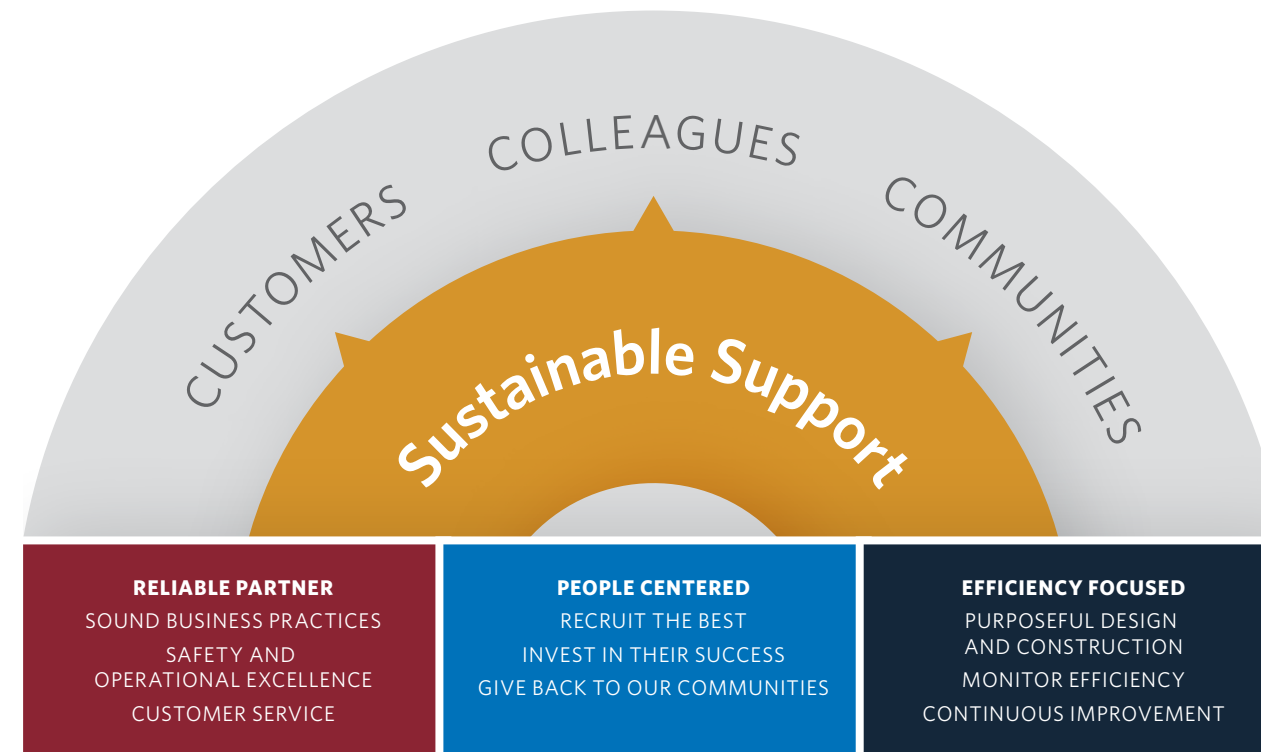 CUSTOMERS
COLLEAGUES
COMMUNITIES
Sustainable Support
RELIABLE PARTNER
SOUND BUSINESS PRACTICES
SAFETY AND
OPERATIONAL EXCELLENCE
CUSTOMER SERVICE
PEOPLE CENTERED
RECRUIT THE BEST
INVEST IN THEIR SUCCESS
GIVE BACK TO OUR COMMUNITIES
EFFICIENCY FOCUSED
PURPOSEFUL DESIGN
AND CONSTRUCTION
MONITOR EFFICIENCY
CONTINUOUS IMPROVEMENT